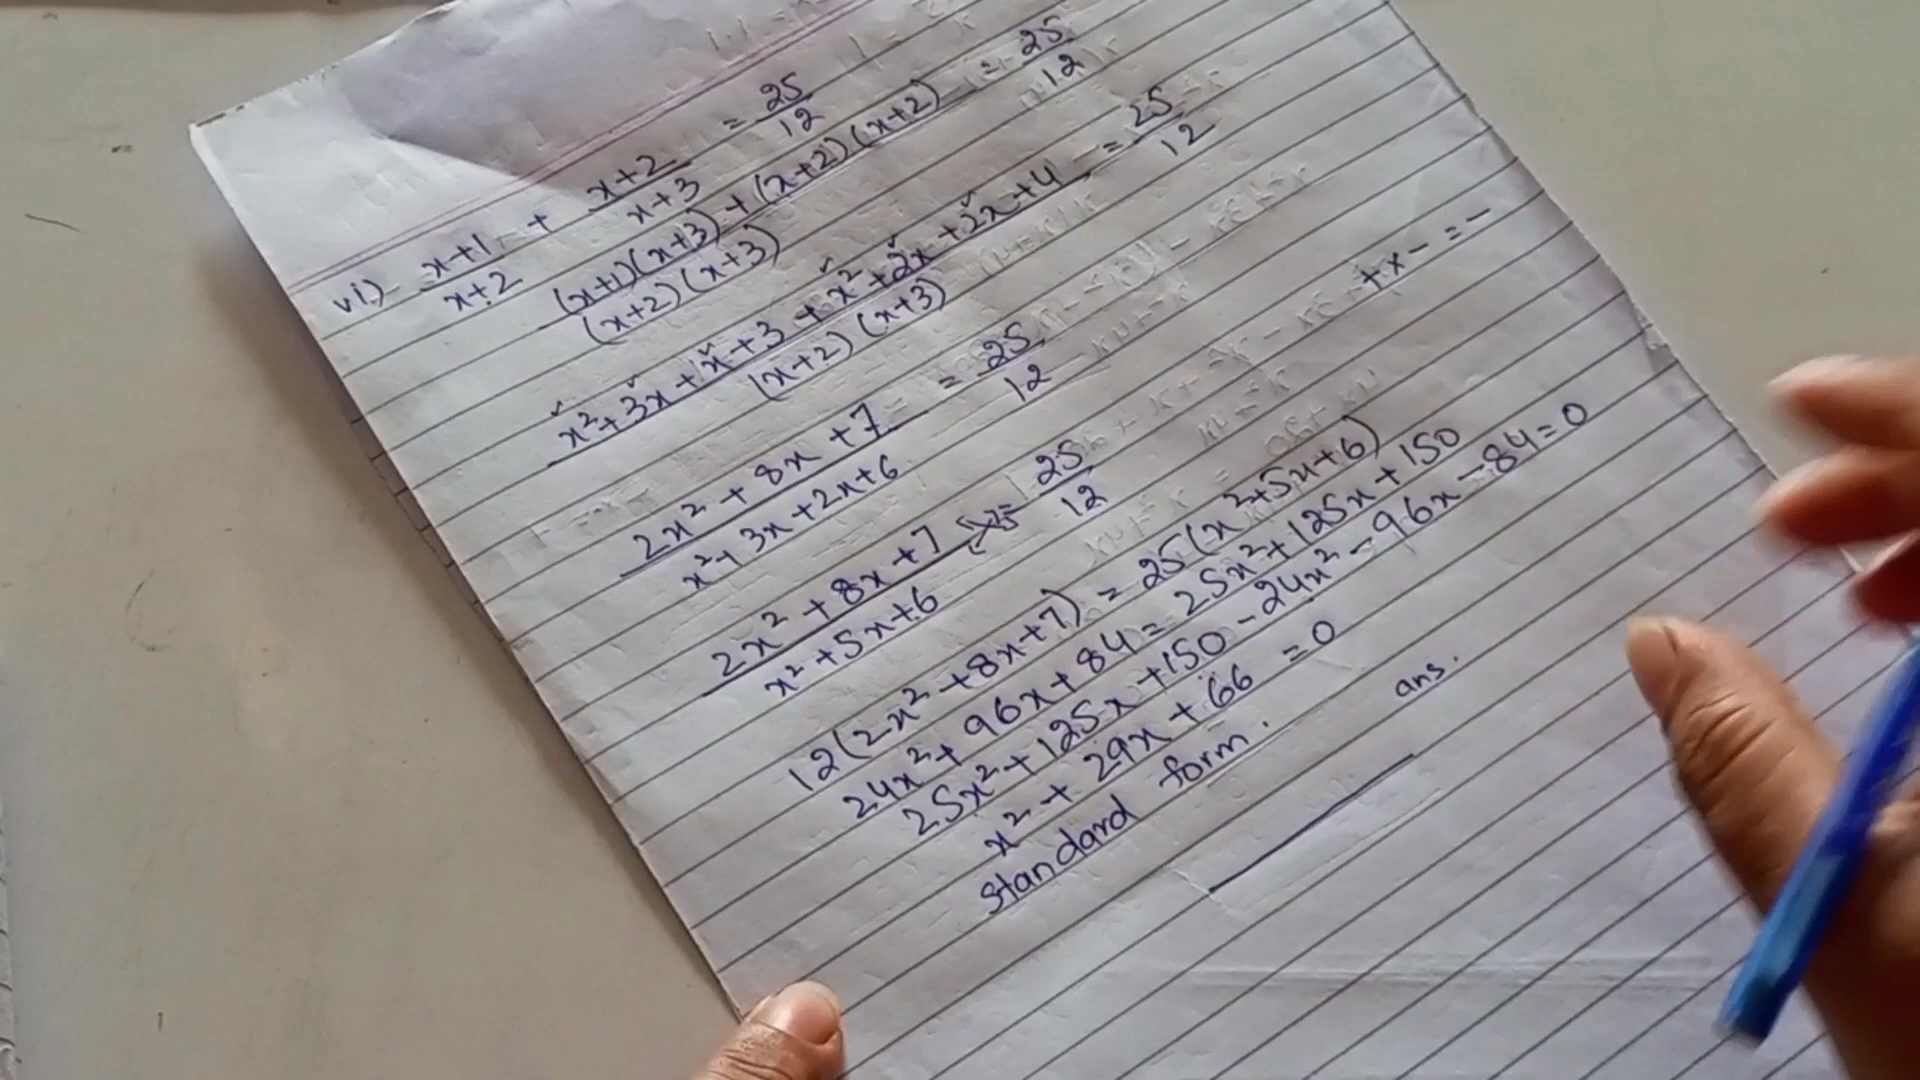 vi) x+1/x+2 + x+2/x+3 = 25/12
(x+1)(x+3)+(x+2)(x+2)/(x+2)(x+3) = 25/12
x²+3x+x+3+x²+2x+2x+4/(x+2)(x+3) = 25/12
+x-=-
2x²+8x+7/x²+3x+2x+6 = 25/12
2x²+8x+7/x²+5x+6 = 25/12
12(2x²+8x+7) = 25(x²+5x+6)
24x²+96x+84 = 25x²+125x+150
25x²+125x+150-24x²-96x-84=0
x²+29x+66=0
standard form. ans.